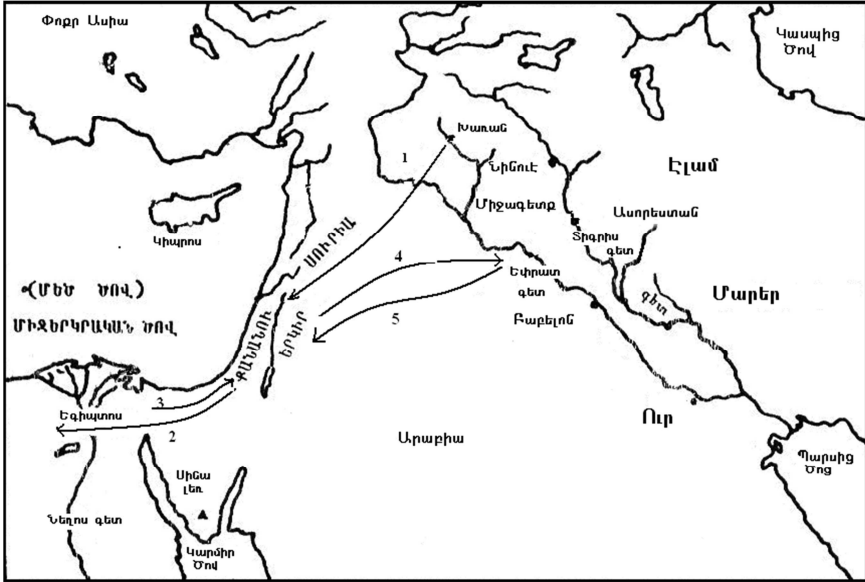 Փոքր Ասիա
Կասպից
Ծով
Խառան
1
Նինուէ
Էլամ
Միջագետք
Ասորեստան
Կիպրոս
ՍՈՒՐԻԱ
Տիգրիս
գետ
4
Եփրատ
գետ
(ՄԵԾ ԾՈՎ)
Մարեր
գետ
ՄԻՋԵՐԿՐԱԿԱՆ ԾՈՎ
5
Բաբելոն
ՔԱՆԱՆՈՒ
ԵՐԿԻՐ
3
Եգիպտոս
2
Ուր
Արաբիա
Պարսից
Ծոց
Սինա
լեռ
Նեղոս գետ
Կարմիր
Ծով